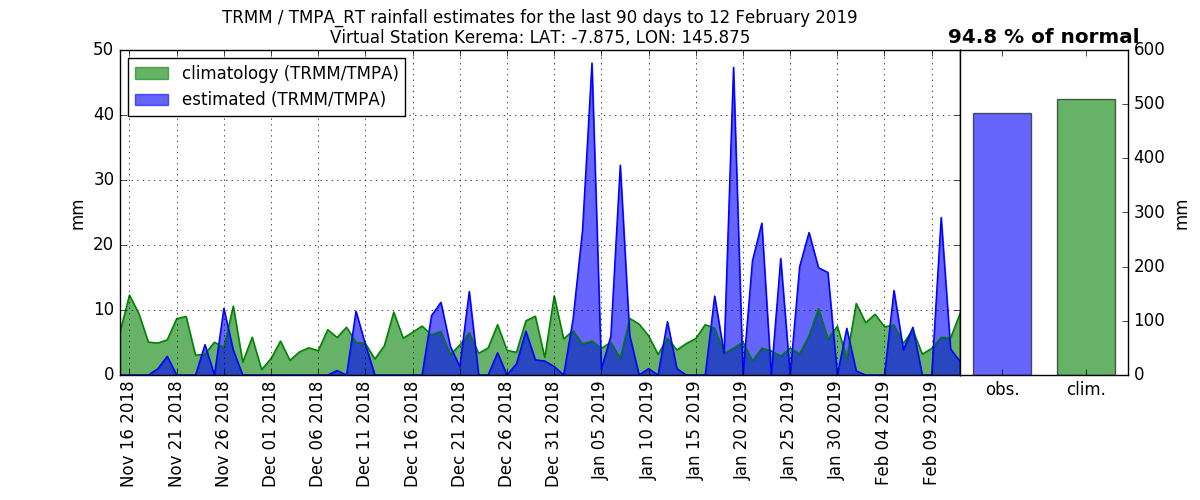 TRMM / TMPA_RT rainfall estimates for the last 90 days to 12 February 2019
Virtual Station Kerema: LAT: -7.875, LON: 145.875
94.8 % of normal
climatology (TRMM/TMPA)
estimated (TRMM/TMPA)
50
40
30
20
10
0
mm
Nov 16 2018
Nov 21 2018
Nov 26 2018
Dec 01 2018
Dec 06 2018
Dec 11 2018
Dec 16 2018
Dec 21 2018
Dec 26 2018
Dec 31 2018
Jan 05 2019
Jan 10 2019
Jan 15 2019
Jan 20 2019
Jan 25 2019
Jan 30 2019
Feb 04 2019
Feb 09 2019
obs.
clim.
600
500
400
300
200
100
0
mm